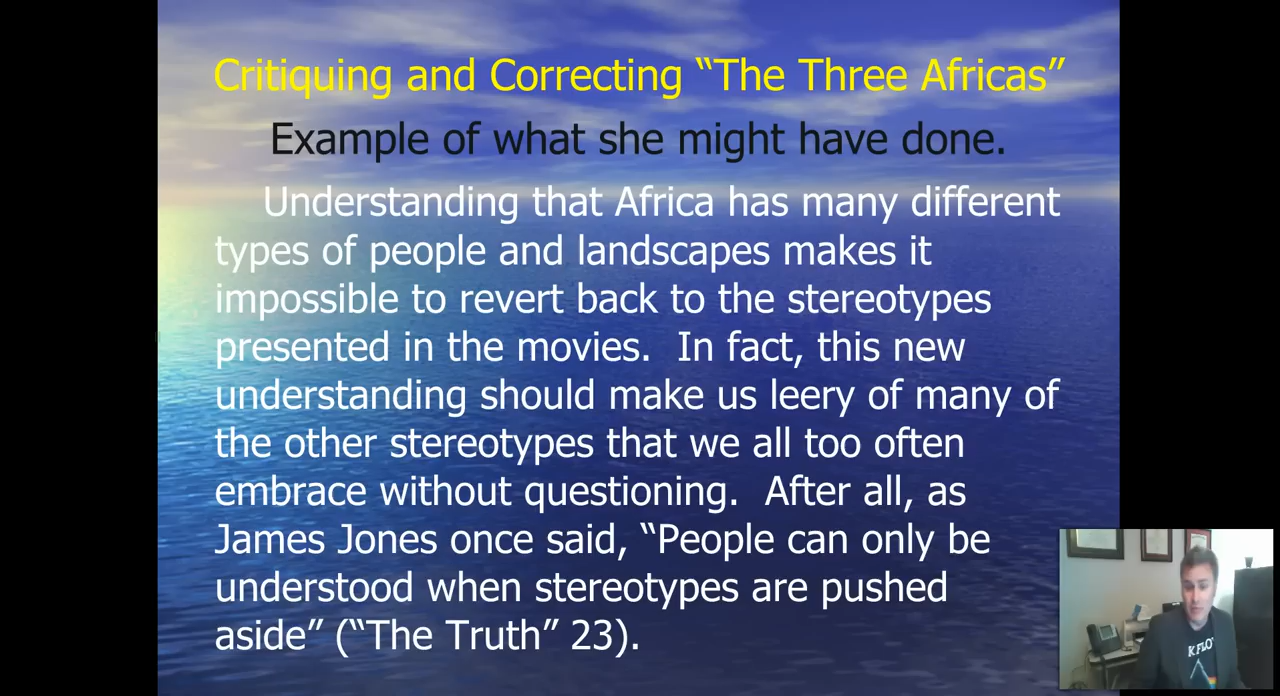 Critiquing and Correcting “The Three Africas”
Example of what she might have done.
Understanding that Africa has many different
types of people and landscapes makes it
impossible to revert back to the stereotypes
presented in the movies.  In fact, this new
understanding should make us leery of many of
the other stereotypes that we all too often
embrace without questioning.  After all, as
James Jones once said, “People can only be
understood when stereotypes are pushed
aside” (“The Truth” 23).
K FLOY